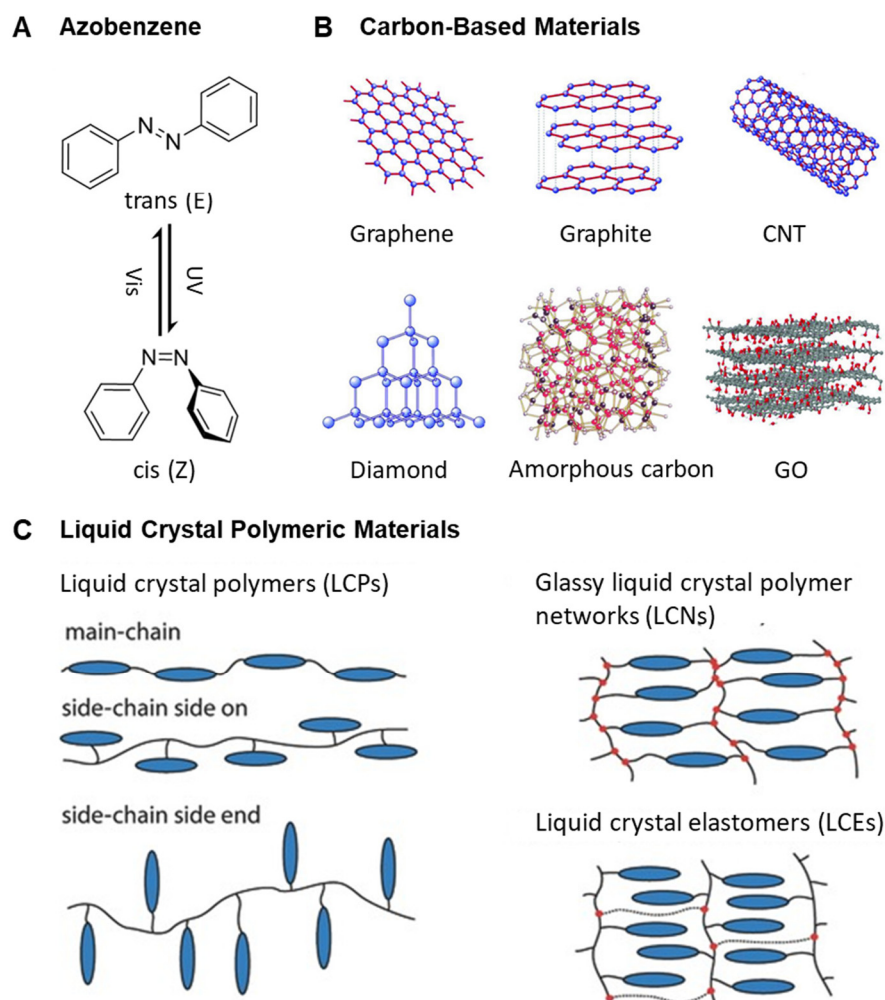 A Azobenzene
N
N
trans (E)
Vis
UV
N=N
cis (Z)
B Carbon-Based Materials
Graphene
Graphite
CNT
Diamond
Amorphous carbon
GO
C Liquid Crystal Polymeric Materials
Liquid crystal polymers (LCPs)
main-chain
side-chain side on
side-chain side end
Glassy liquid crystal polymer
networks (LCNs)
Liquid crystal elastomers (LCEs)